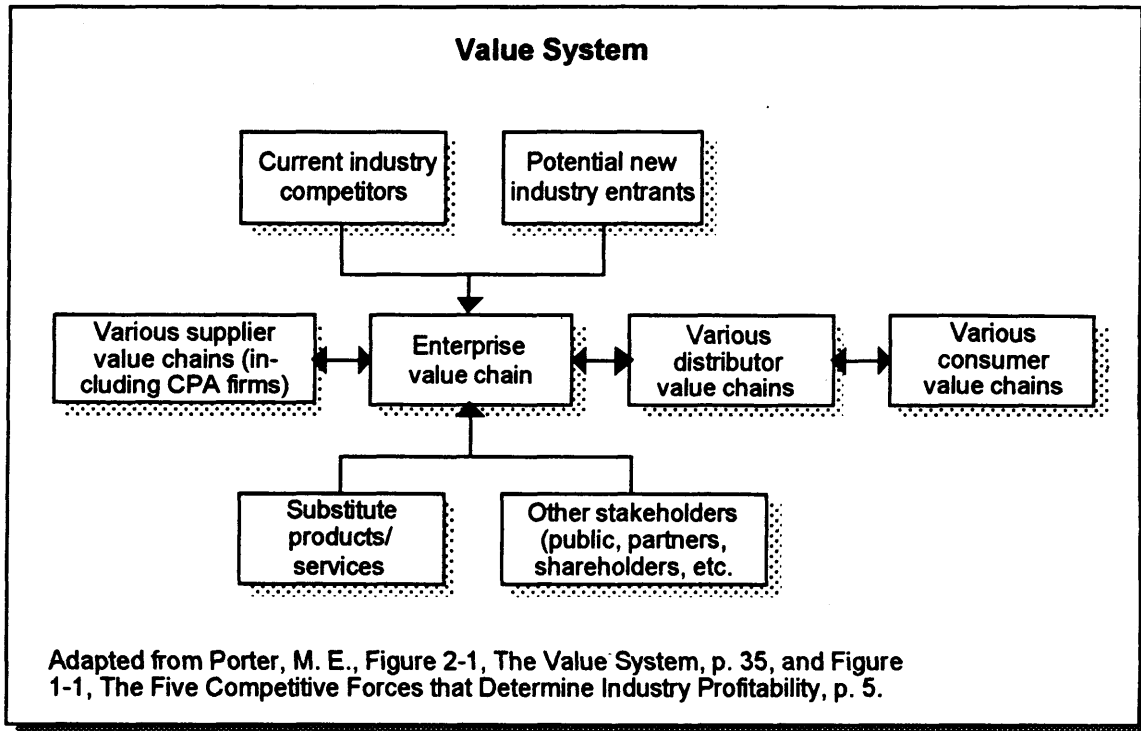 Value System
Current industry
competitors
Potential new
industry entrants
Various supplier
value chains (in-
cluding CPA firms)
Enterprise
value chain
Various
distributor
value chains
Various
consumer
value chains
Substitute
products/
services
Other stakeholders
(public, partners,
shareholders, etc.
Adapted from Porter, M. E., Figure 2-1, The Value System, p. 35, and Figure
1-1, The Five Competitive Forces that Determine Industry Profitability, p. 5.